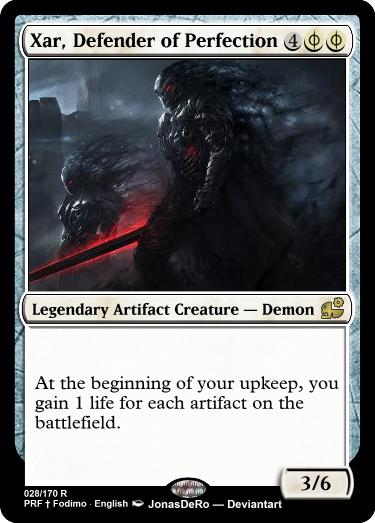 Xar, Defender of Perfection 4
Legendary Artifact Creature — Demon
At the beginning of your upkeep, you
gain 1 life for each artifact on the
battlefield.
3/6
028/170 R
PRF † Fodimo · English JonasDeRo — Deviantart